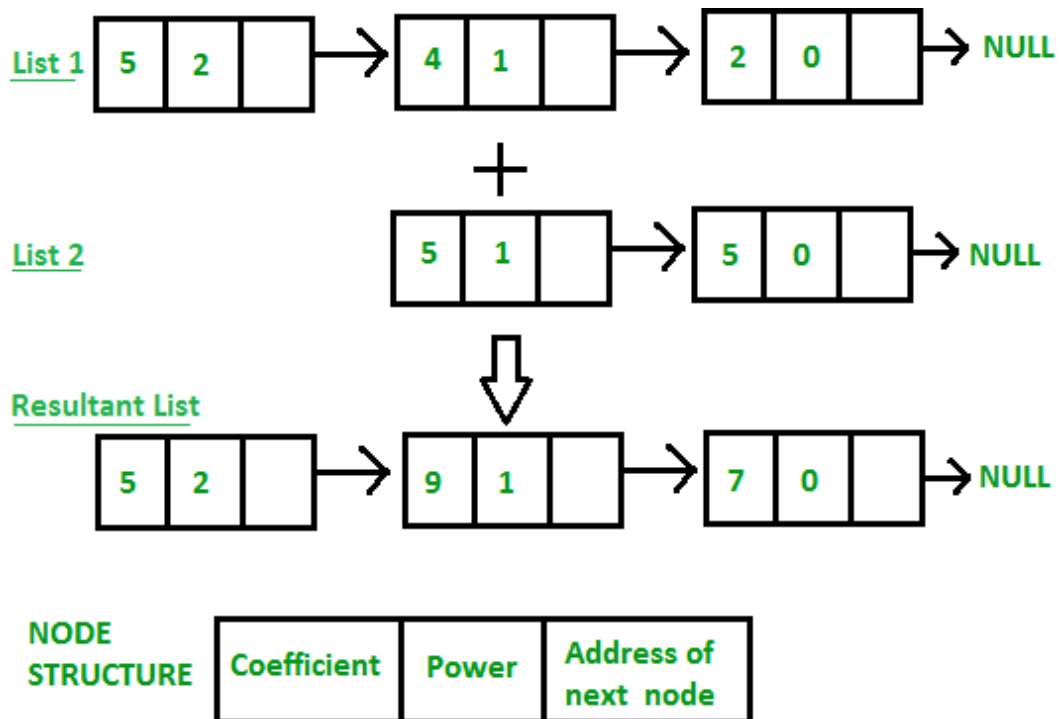 List 1 5 2 4 1 2 0 NULL
+
List 2 5 1 5 0 NULL
Resultant List
5 2 9 1 7 0 NULL
NODE STRUCTURE
Coefficient Power Address of next node